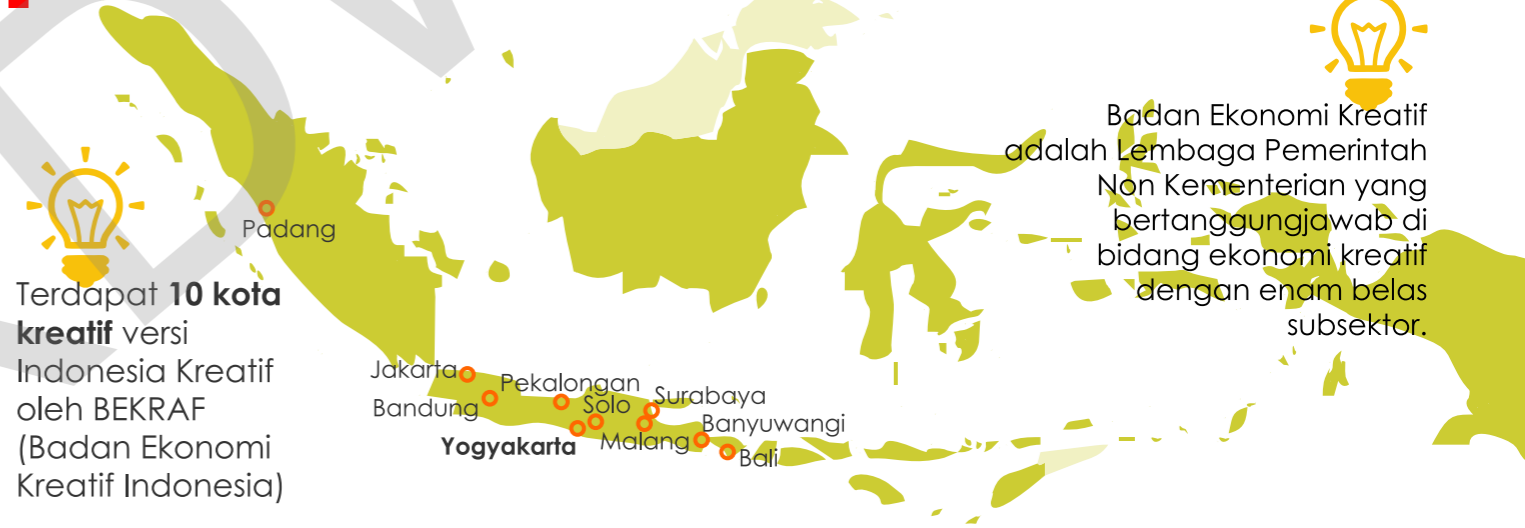 Badan Ekonomi Kreatif
adalah Lembaga Pemerintah
Non Kementerian yang
bertanggungjawab di
bidang ekonomi kreatif
dengan enam belas
subsektor.
Padang
Terdapat 10 kota
kreatif versi
Indonesia Kreatif
oleh BEKRAF
(Badan Ekonomi
Kreatif Indonesia)
Jakarta
Pekalongan
Surabaya
Bandung
Solo
Banyuwangi
Yogyakarta
Malang
Bali